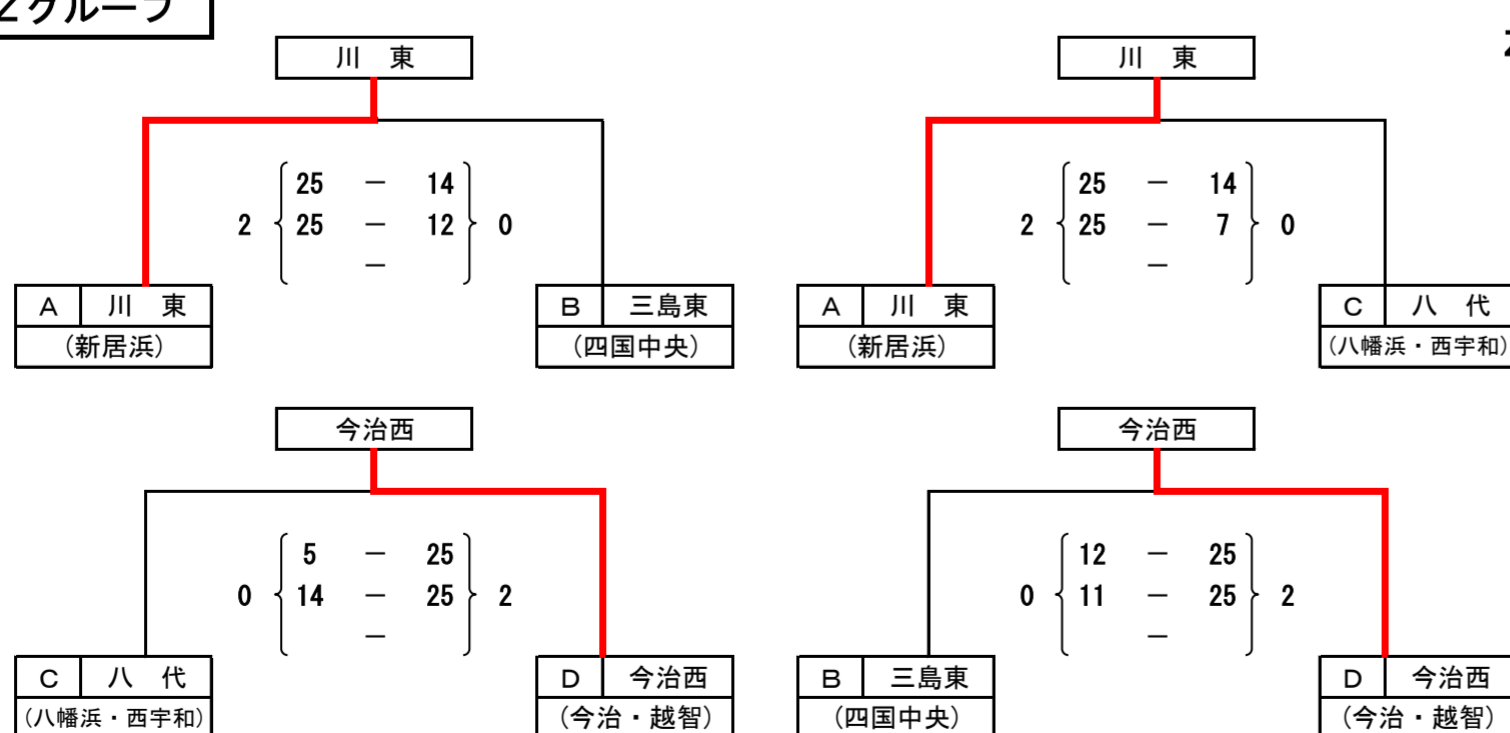 グループ
川 東
25 － 14
2 25 － 12 0
－
A 川 東
(新居浜)
B 三島東
(四国中央)
川 東
25 － 14
2 25 － 7 0
－
A 川 東
(新居浜)
C 八 代
(八幡浜・西宇和)
今治西
5 － 25
0 14 － 25 2
－
C 八 代
(八幡浜・西宇和)
D 今治西
(今治・越智)
今治西
12 － 25
0 11 － 25 2
－
B 三島東
(四国中央)
D 今治西
(今治・越智)